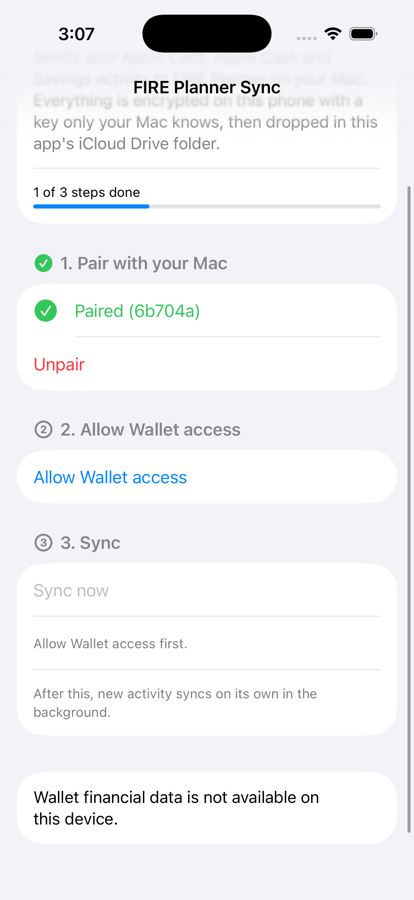 3:07
Sends your Apple Card, Apple Cash and
Savings activity to FIRE Planner on your Mac.
FIRE Planner Sync
Everything is encrypted on this phone with a
key only your Mac knows, then dropped in this
app's iCloud Drive folder.
1 of 3 steps done
1. Pair with your Mac
Paired (6b704a)
Unpair
2 2. Allow Wallet access
Allow Wallet access
3 3. Sync
Sync now
Allow Wallet access first.
After this, new activity syncs on its own in the
background.
Wallet financial data is not available on
this device.